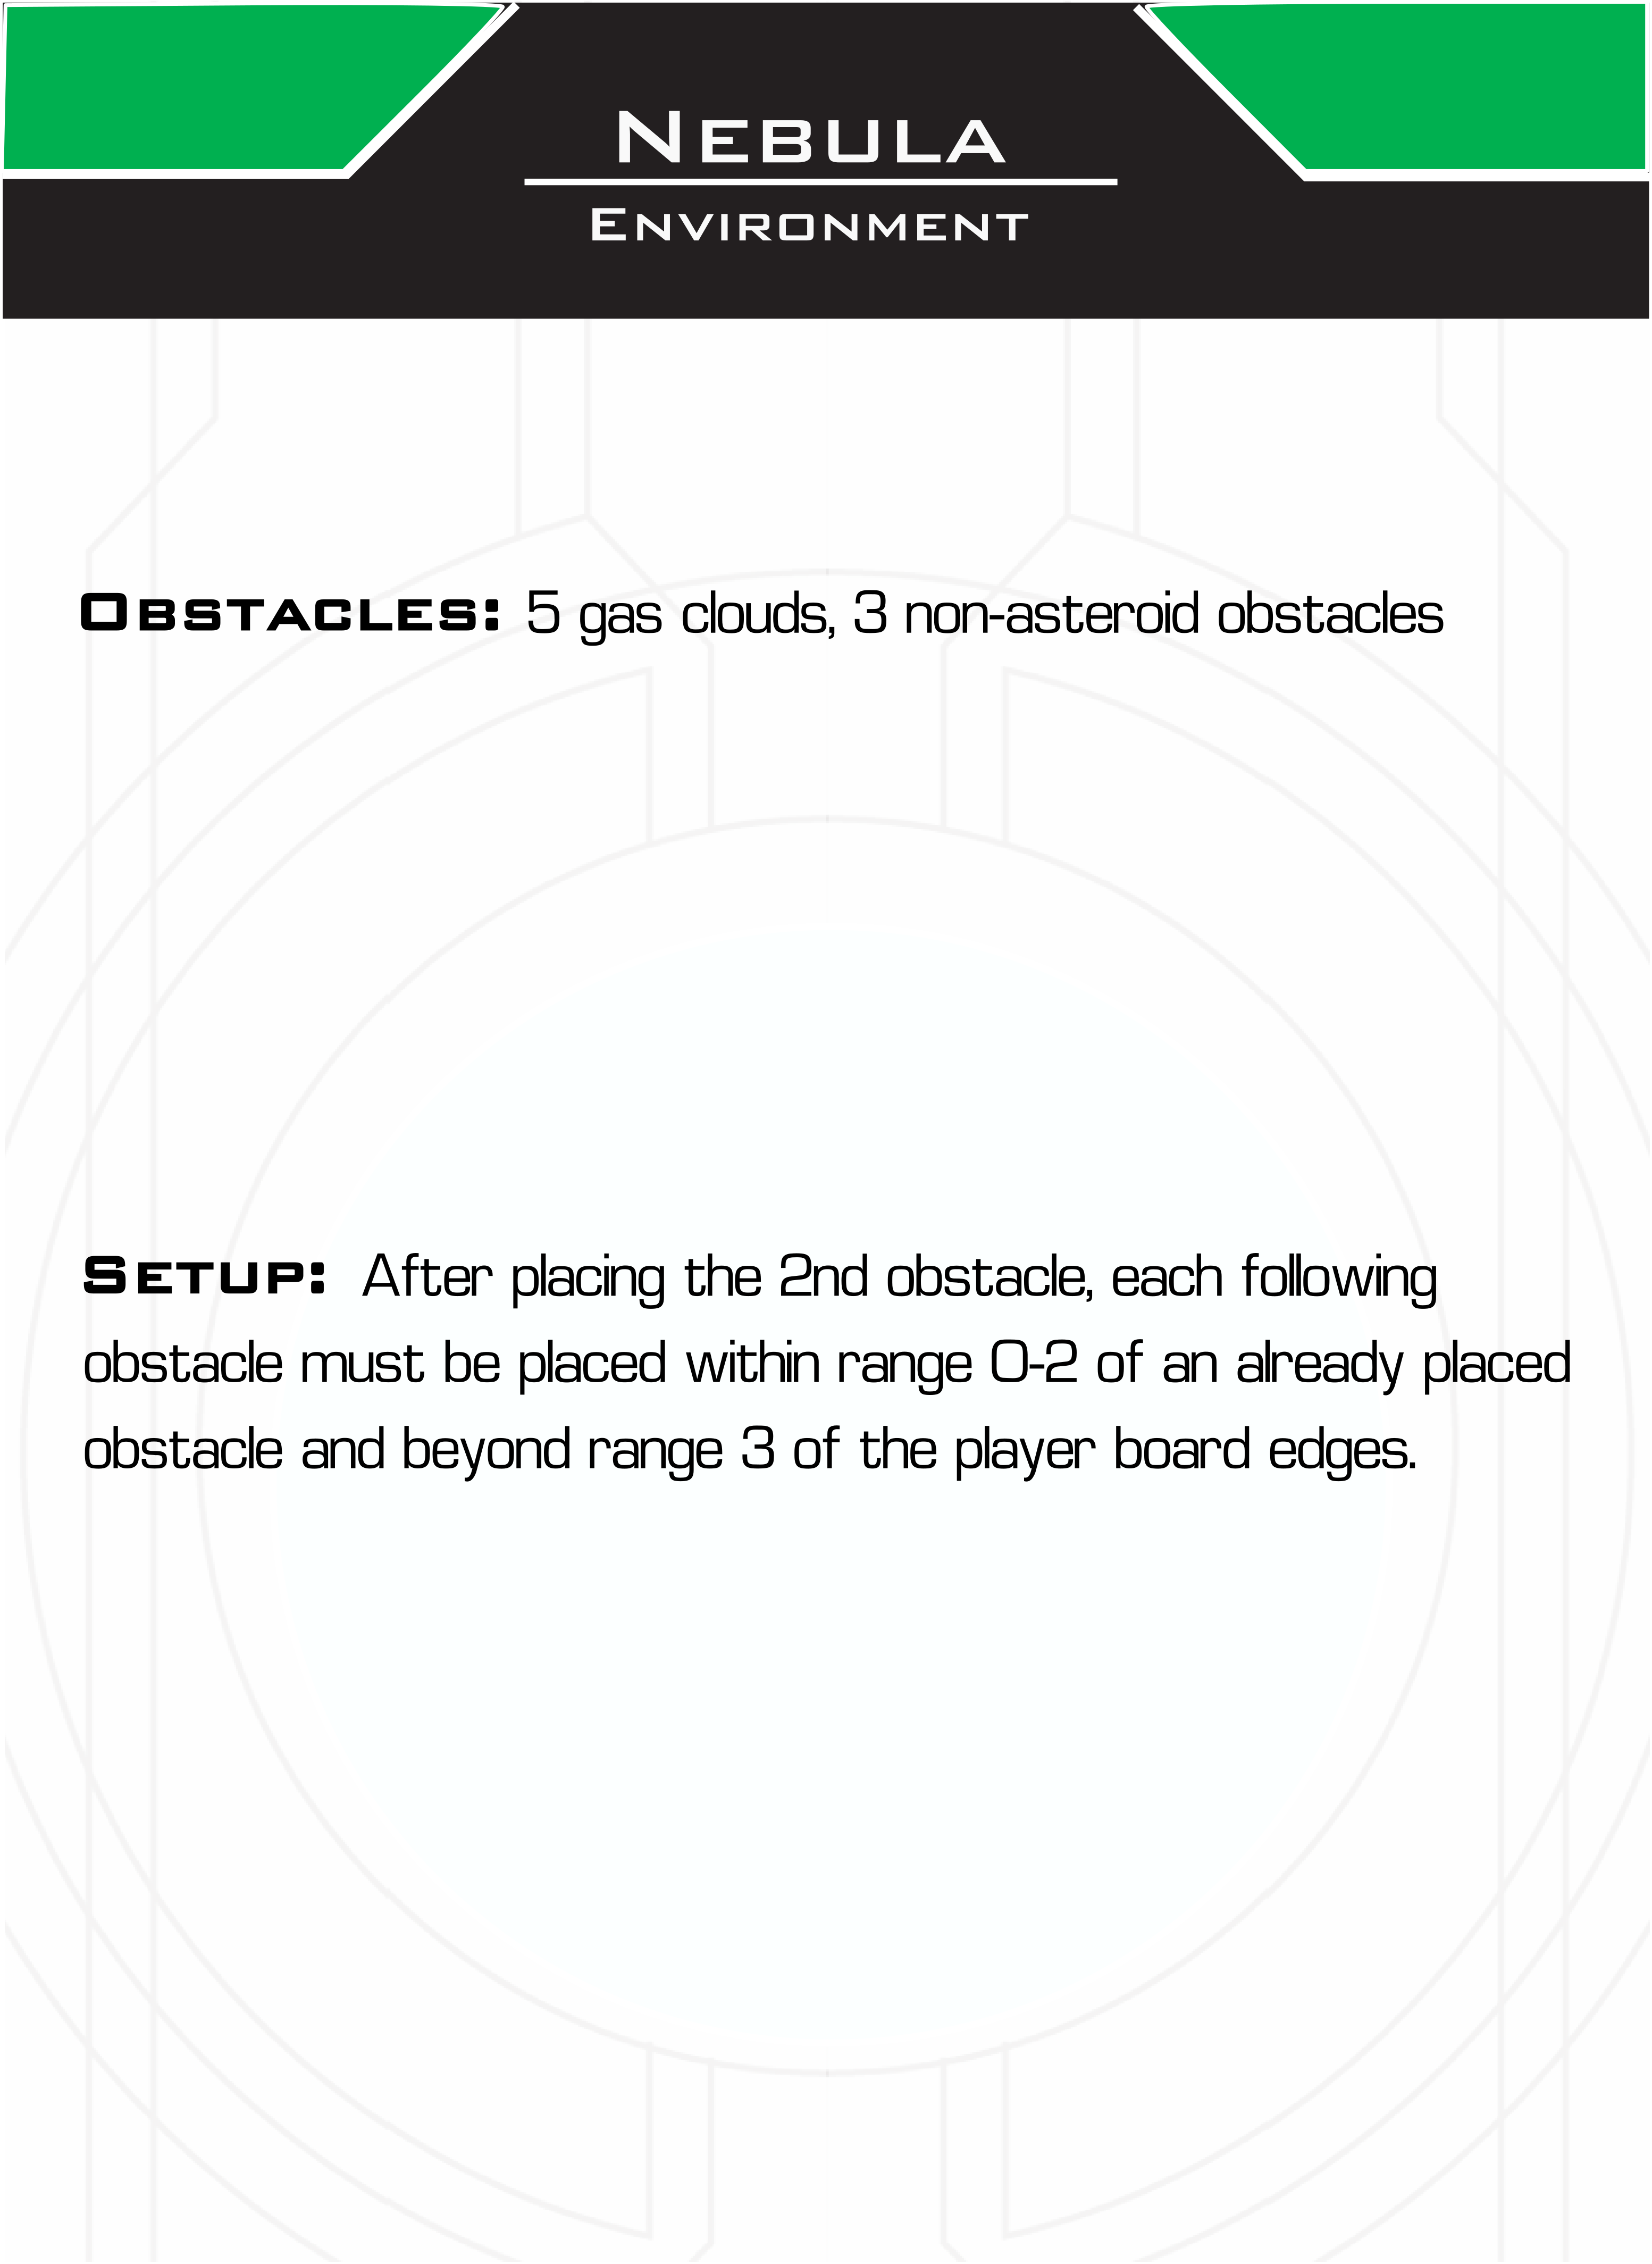 Nebula
Environment
Obstacles: 5 gas clouds, 3 non-asteroid obstacles
Setup: After placing the 2nd obstacle, each following
obstacle must be placed within range 0-2 of an already placed
obstacle and beyond range 3 of the player board edges.